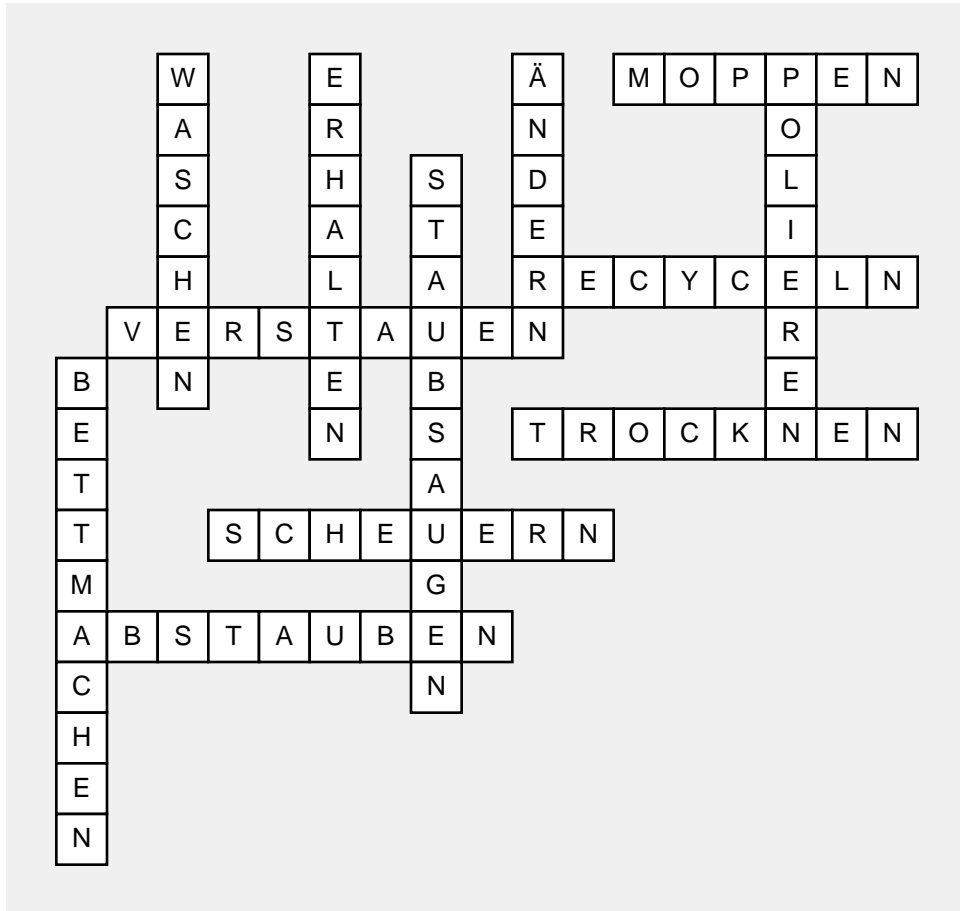 WASCHEN
ERHALTEN
ÄNDERN
MOPPEN
POLIEREN
STAUBSAUGEN
RECYCELN
VERSTAUEN
BETTMACHEN
TROCKNEN
SCHEUERN
ABSTAUBEN